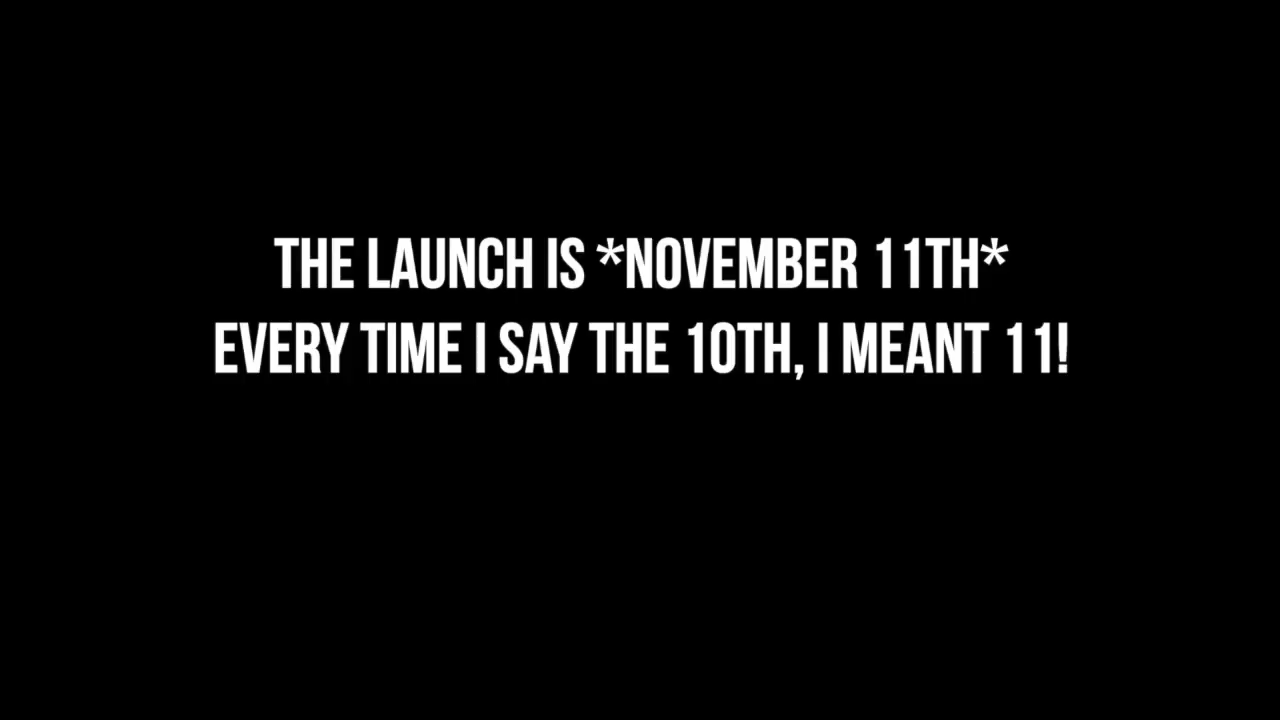 THE LAUNCH IS *NOVEMBER 11TH*
EVERY TIME I SAY THE 10TH, I MEANT 11!